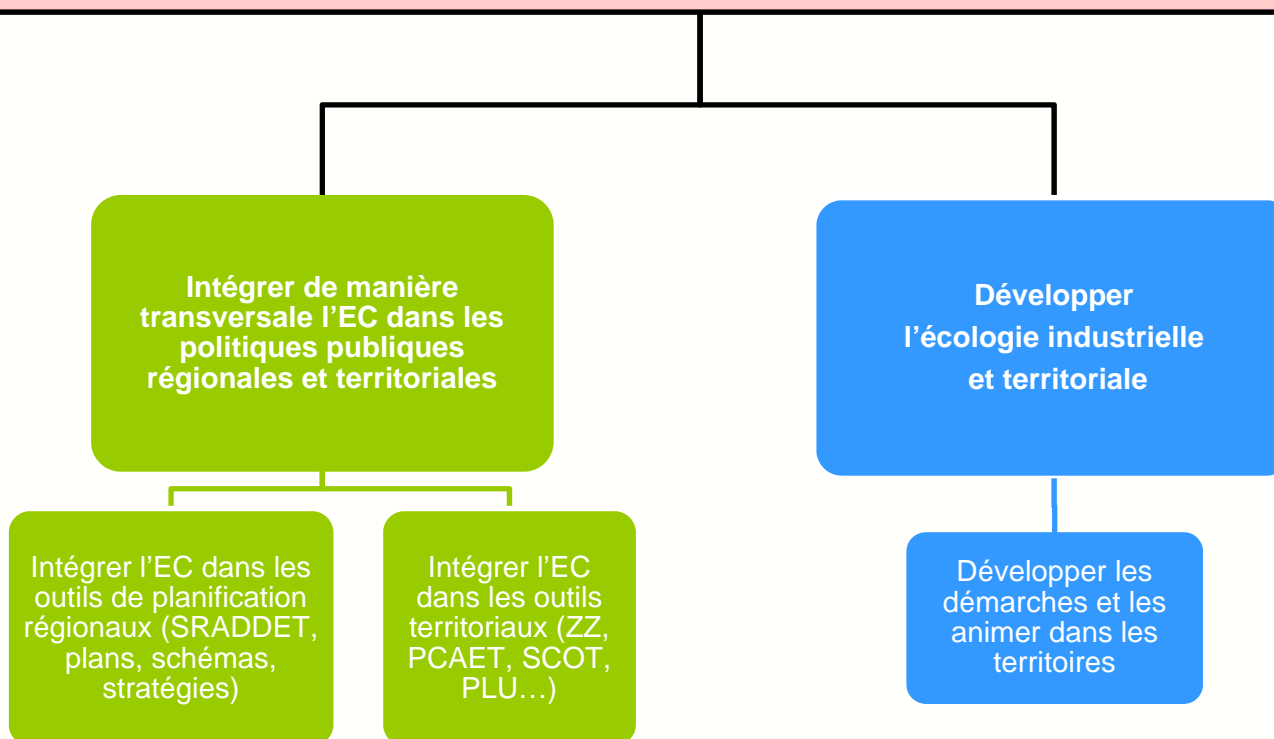 Intégrer de manière
transversale l’EC dans les
politiques publiques
régionales et territoriales
Développer
l’écologie industrielle
et territoriale
Intégrer l’EC dans les
outils de planification
régionaux (SRADDET,
plans, schémas,
stratégies)
Intégrer l’EC
dans les outils
territoriaux (ZZ,
PCAET, SCOT,
PLU…)
Développer les
démarches et les
animer dans les
territoires